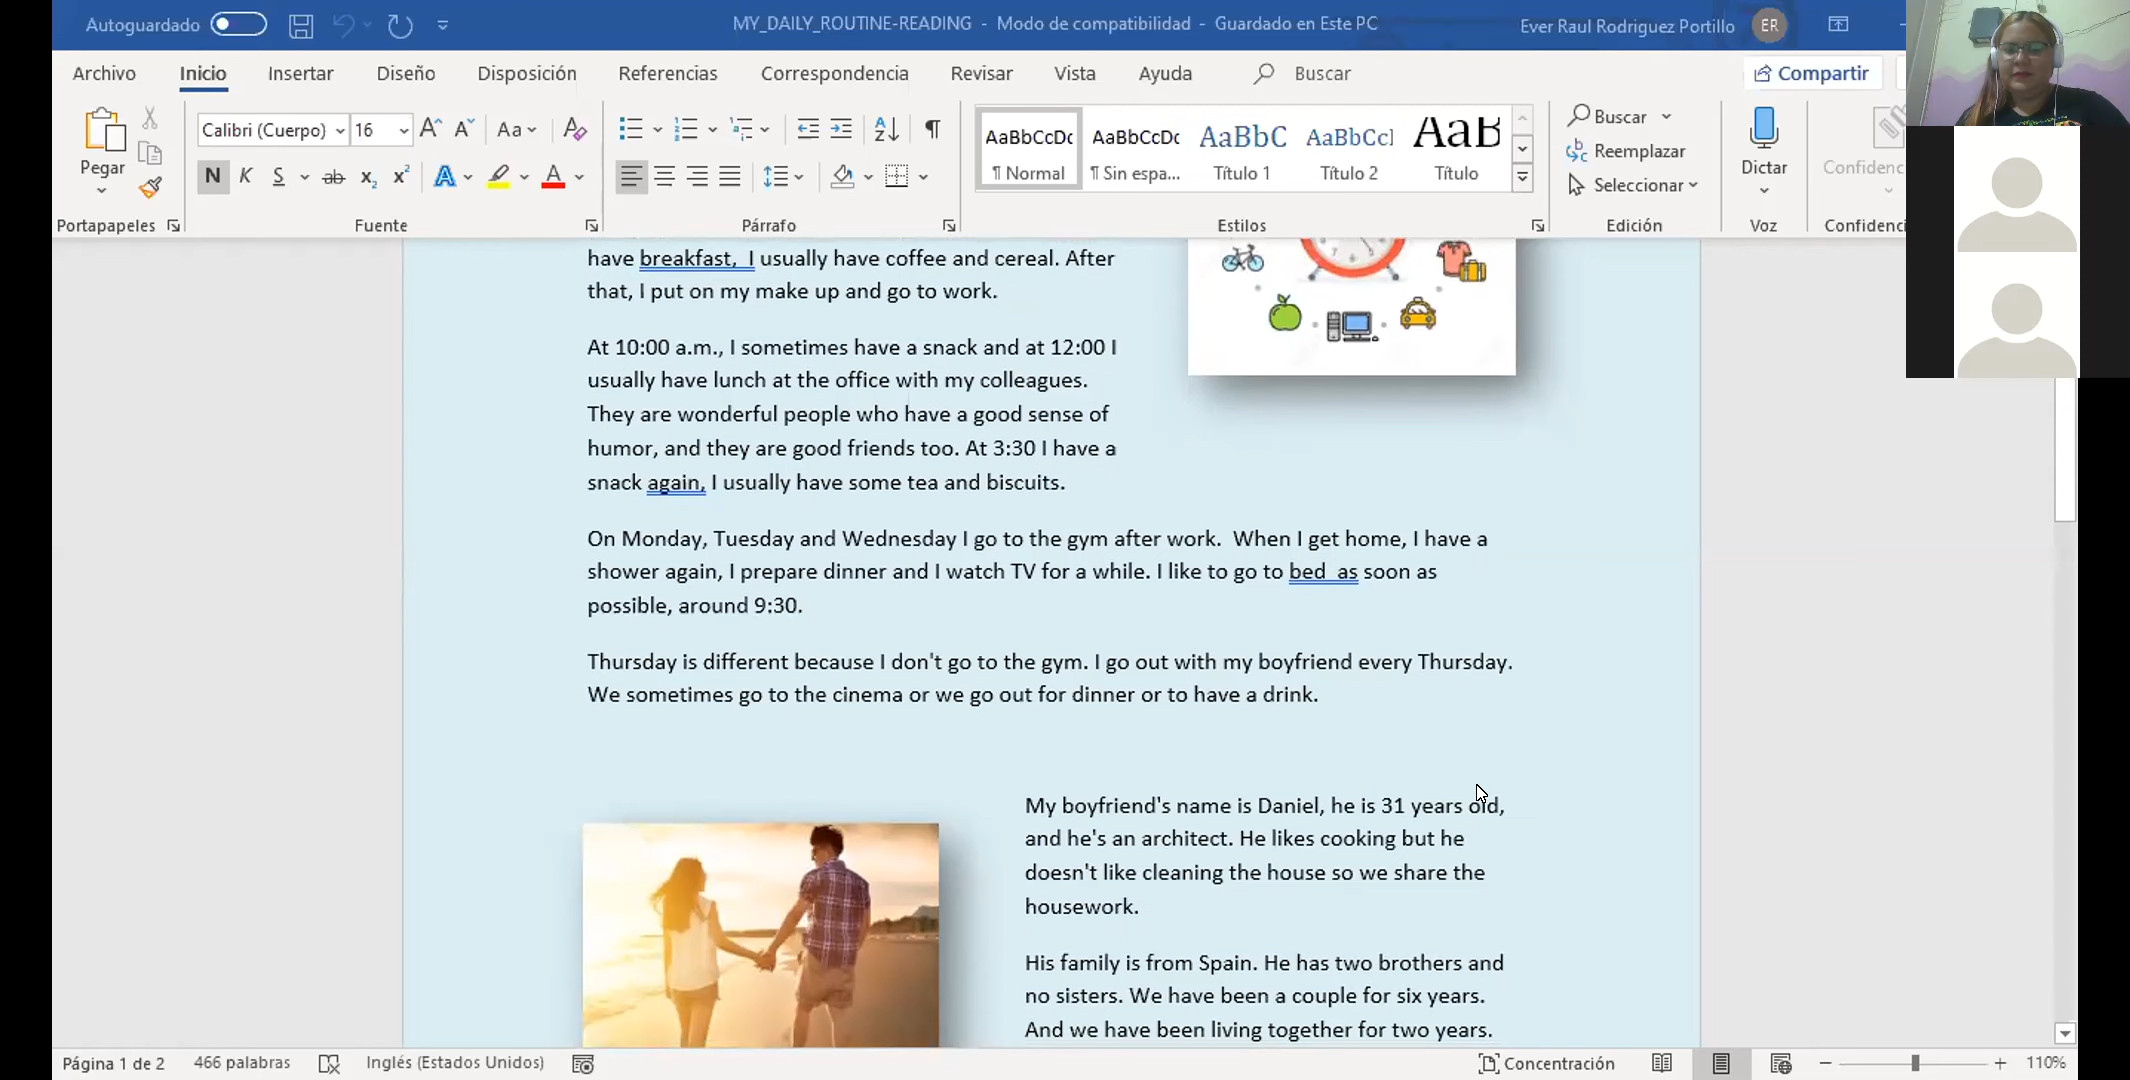 Autoguardado
MY_DAILY_ROUTINE-READING - Modo de compatibilidad - Guardado en Este PC
Ever Raul Rodriguez Portillo
ER
Archivo Inicio Insertar Diseño Disposición Referencias Correspondencia Revisar Vista Ayuda Buscar
Compartir
Pegar
Calibri (Cuerpo) 16
Aa
N K S ab x₂ x² A A
AaBbCcDc AaBbCcDc AaBbC AaBbCcI AaB
¶ Normal ¶ Sin espa... Título 1 Título 2 Título
Buscar
Reemplazar
Seleccionar
Dictar
Confidenc
Portapapeles Fuente Párrafo Estilos Edición Voz Confidenci
have breakfast,  I usually have coffee and cereal. After
that, I put on my make up and go to work.
At 10:00 a.m., I sometimes have a snack and at 12:00 I
usually have lunch at the office with my colleagues.
They are wonderful people who have a good sense of
humor, and they are good friends too. At 3:30 I have a
snack again, I usually have some tea and biscuits.
On Monday, Tuesday and Wednesday I go to the gym after work.  When I get home, I have a
shower again, I prepare dinner and I watch TV for a while. I like to go to bed  as soon as
possible, around 9:30.
Thursday is different because I don't go to the gym. I go out with my boyfriend every Thursday.
We sometimes go to the cinema or we go out for dinner or to have a drink.
My boyfriend's name is Daniel, he is 31 years old,
and he's an architect. He likes cooking but he
doesn't like cleaning the house so we share the
housework.
His family is from Spain. He has two brothers and
no sisters. We have been a couple for six years.
And we have been living together for two years.
Página 1 de 2 466 palabras Inglés (Estados Unidos) Concentración 110%